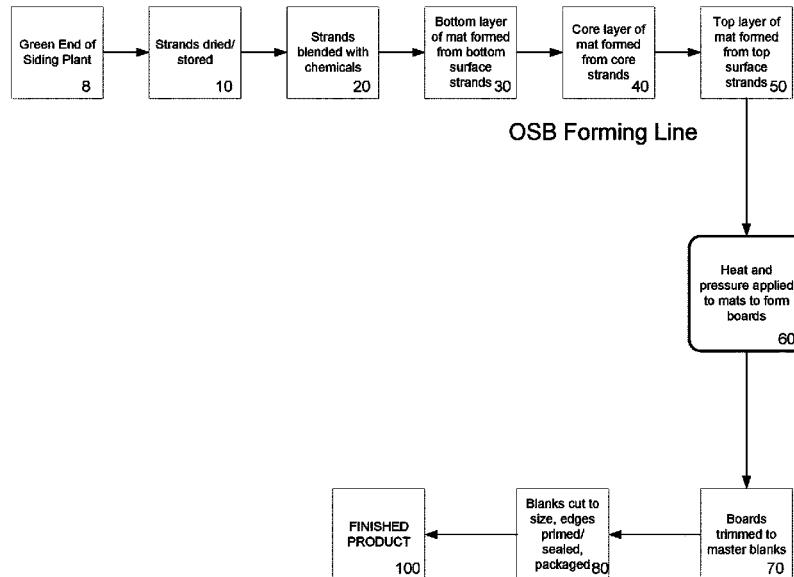 Green End of
Siding Plant
8
Strands dried/
stored
10
Strands
blended with
chemicals
20
Bottom layer
of mat formed
from bottom
surface
strands
30
Core layer of
mat formed
from core
strands
40
Top layer of
mat formed
from top
surface
strands
50
OSB Forming Line
Heat and
pressure applied
to mats to form
boards
60
Boards
trimmed to
master blanks
70
Blanks cut to
size, edges
primed/
sealed,
packaged
80
FINISHED
PRODUCT
100